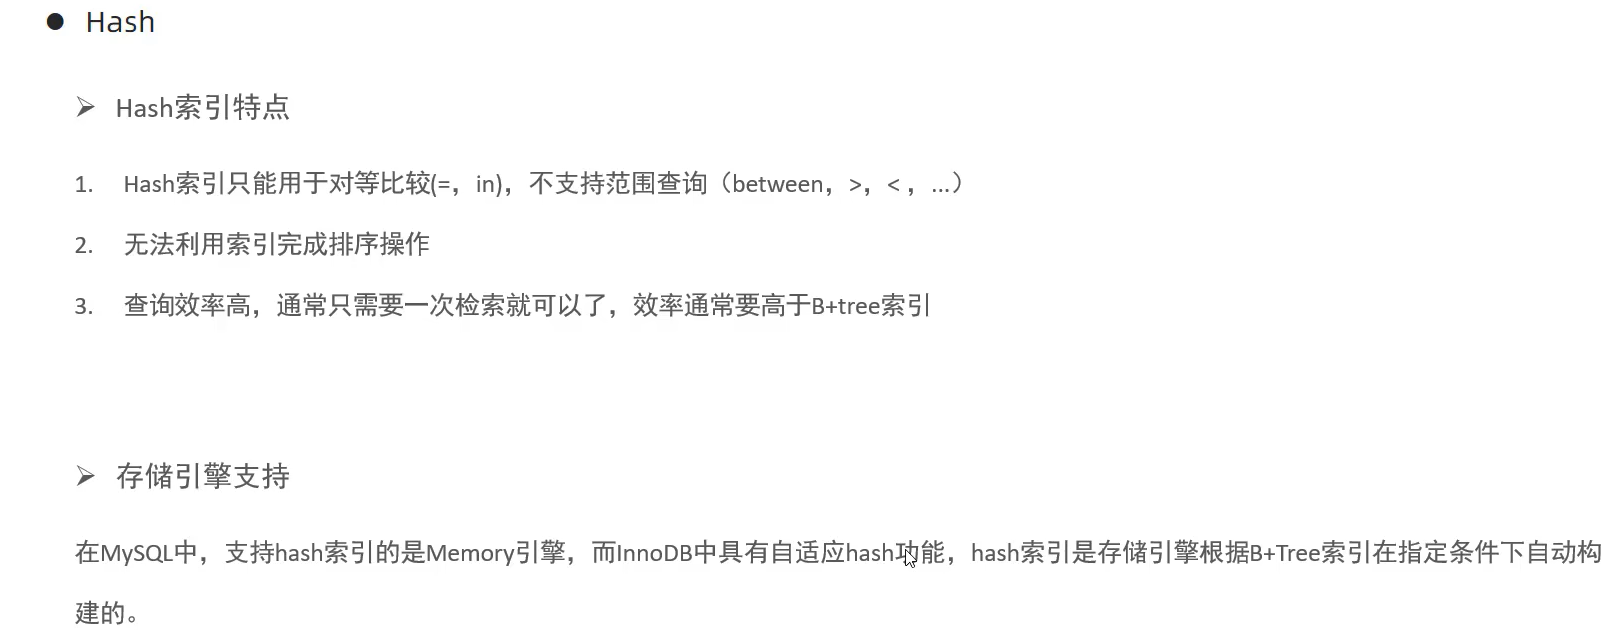 ● Hash
➢ Hash索引特点
1. Hash索引只能用于对等比较(=，in)，不支持范围查询（between，>，< ，...）
2. 无法利用索引完成排序操作
3. 查询效率高，通常只需要一次检索就可以了，效率通常要高于B+tree索引
➢ 存储引擎支持
在MySQL中，支持hash索引的是Memory引擎，而InnoDB中具有自适应hash功能，hash索引是存储引擎根据B+Tree索引在指定条件下自动构
建的。